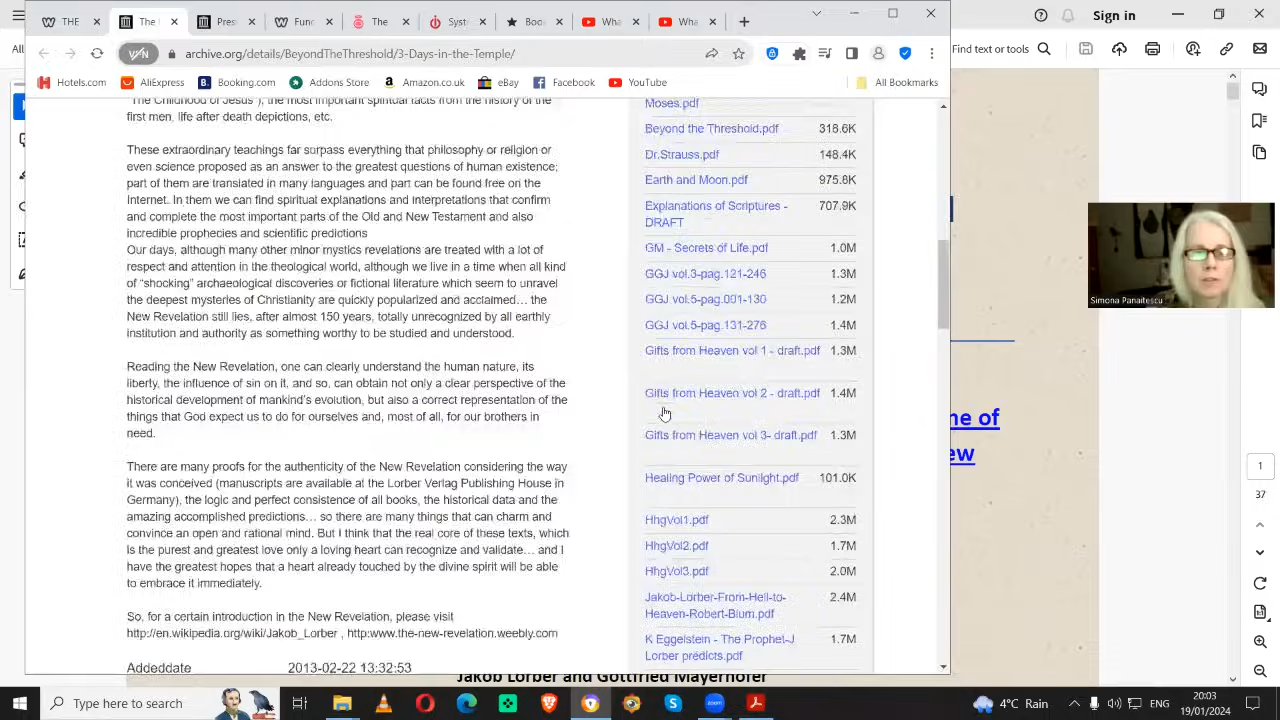 THE
The
Pres
Func
The
Syst
Boo
Wha
Wha
Sign in
archive.org/details/BeyondTheThreshold/3-Days-in-the-Temple/
Find text or tools
Hotels.com
AliExpress
Booking.com
Addons Store
Amazon.co.uk
eBay
Facebook
YouTube
All Bookmarks
"The Childhood of Jesus"), the most important spiritual facts from the history of the
first men, life after death depictions, etc.
These extraordinary teachings far surpass everything that philosophy or religion or
even science proposed as an answer to the greatest questions of human existence;
part of them are translated in many languages and part can be found free on the
Internet. In them we can find spiritual explanations and interpretations that confirm
and complete the most important parts of the Old and New Testament and also
incredible prophecies and scientific predictions
Our days, although many other minor mystics revelations are treated with a lot of
respect and attention in the theological world, although we live in a time when all kind
of "shocking" archaeological discoveries or fictional literature which seem to unravel
the deepest mysteries of Christianity are quickly popularized and acclaimed… the
New Revelation still lies, after almost 150 years, totally unrecognized by all earthly
institution and authority as something worthy to be studied and understood.
Reading the New Revelation, one can clearly understand the human nature, its
liberty, the influence of sin on it, and so, can obtain not only a clear perspective of the
historical development of mankind's evolution, but also a correct representation of the
things that God expect us to do for ourselves and, most of all, for our brothers in
need.
There are many proofs for the authenticity of the New Revelation considering the way
it was conceived (manuscripts are available at the Lorber Verlag Publishing House in
Germany), the logic and perfect consistence of all books, the historical data and the
amazing accomplished predictions… so there are many things that can charm and
convince an open and rational mind. But i think that the real core of these texts, which
is the purest and greatest love only a loving heart can recognize and validate… and I
have the greatest hopes that a heart already touched by the divine spirit will be able
to embrace it immediately.
So, for a certain introduction in the New Revelation, please visit
http://en.wikipedia.org/wiki/Jakob_Lorber , http:www.the-new-revelation.weebly.com
Addeddate 2013-02-22 13:32:53
Moses.pdf
Beyond the Threshold.pdf 318.6K
Dr.Strauss.pdf 148.4K
Earth and Moon.pdf 975.8K
Explanations of Scriptures - 707.9K
DRAFT
GM - Secrets of Life.pdf 1.0M
GGJ vol.3-pag.121-246 1.3M
GGJ vol.5-pag.001-130 1.2M
GGJ vol.5-pag.131-276 1.4M
Gifts from Heaven vol 1 - draft.pdf 1.3M
Gifts from Heaven vol 2 - draft.pdf 1.4M
Gifts from Heaven vol 3- draft.pdf 1.3M
Healing Power of Sunlight.pdf 101.0K
HhgVol1.pdf 2.3M
HhgVol2.pdf 1.7M
HhgVol3.pdf 2.0M
Jakob-Lorber-From-Hell-to- 2.4M
Heaven-Robert-Blum.pdf
K Eggelstein - The Prophet-J 1.7M
Lorber predicts.pdf
Simona Panaitescu
ne of
ew
1
37
Jakob Lorber and Gottfried Mayerhofer
Type here to search
4°C Rain
ENG
20:03
19/01/2024